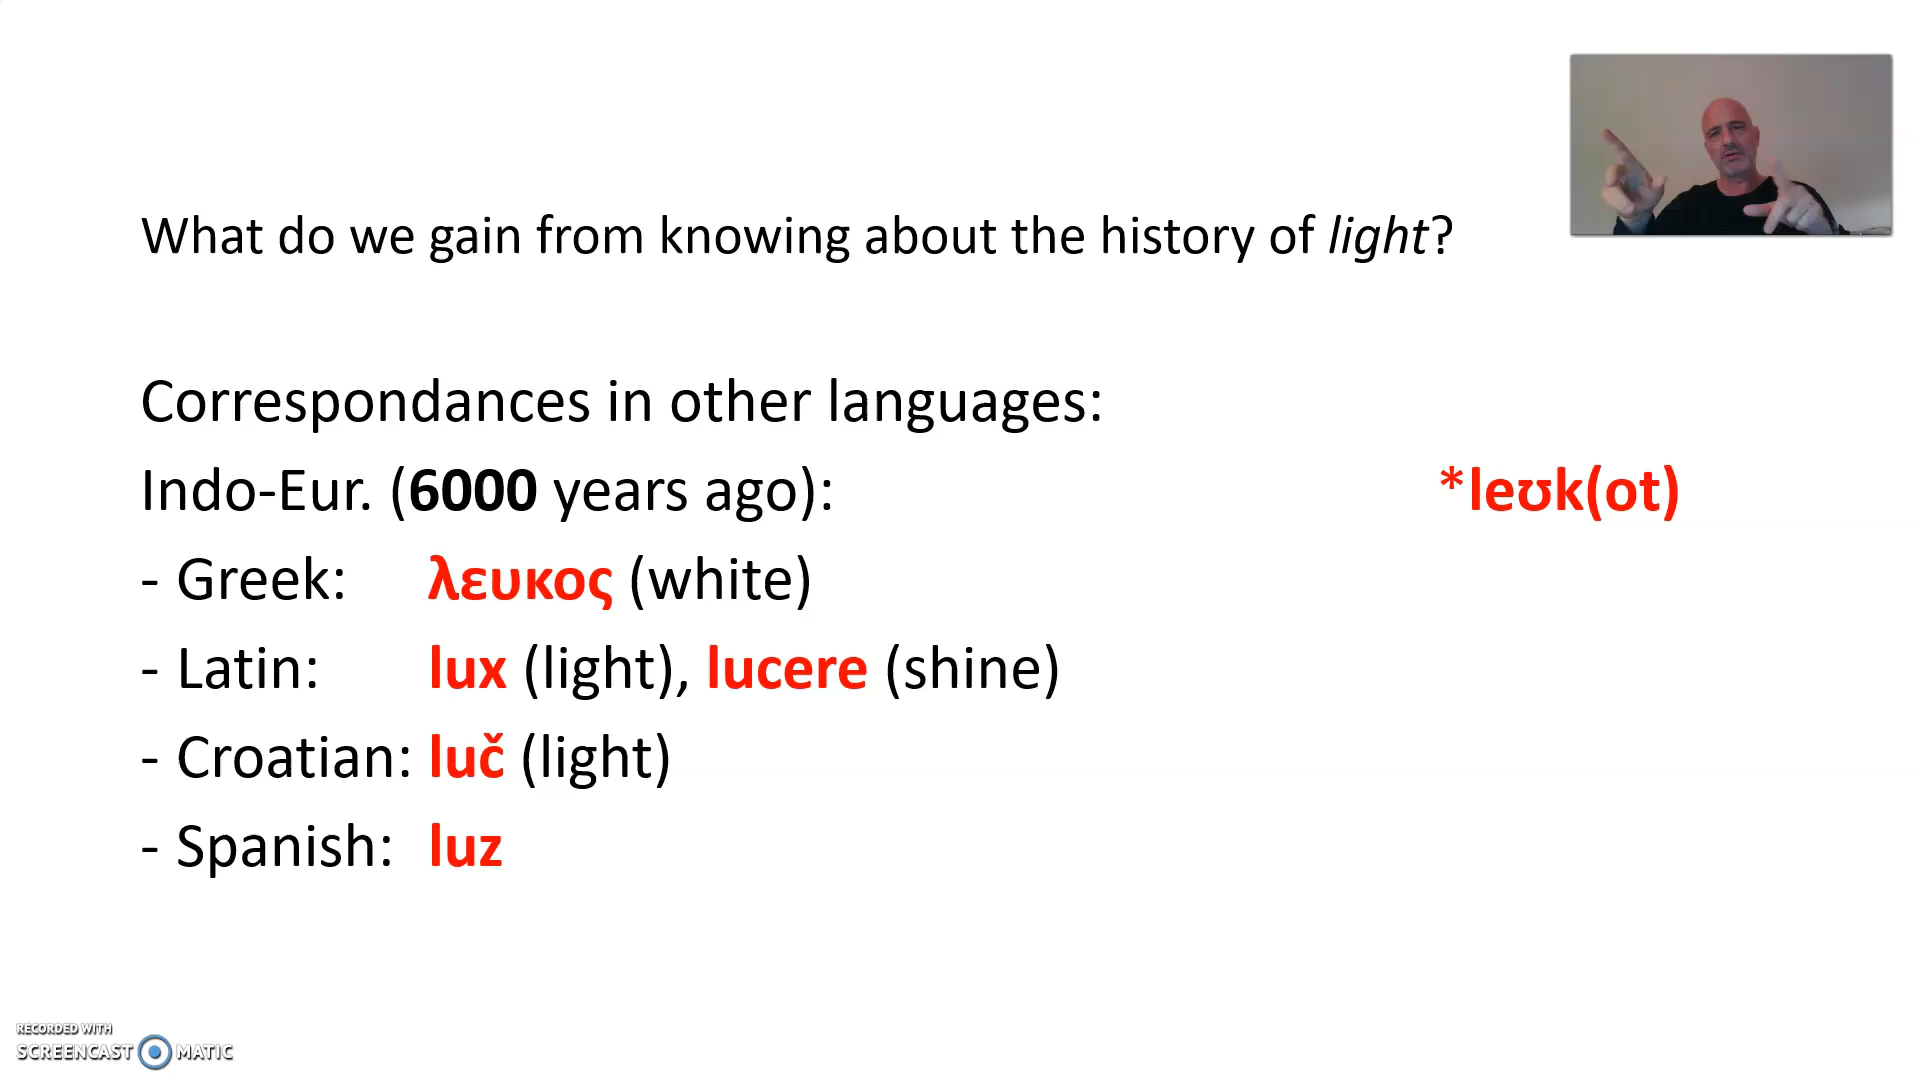 What do we gain from knowing about the history of light?
Correspondances in other languages:
Indo-Eur. (6000 years ago): *leʊk(ot)
- Greek: λευκος (white)
- Latin: lux (light), lucere (shine)
- Croatian: luč (light)
- Spanish: luz
RECORDED WITH
SCREENCAST MATIC